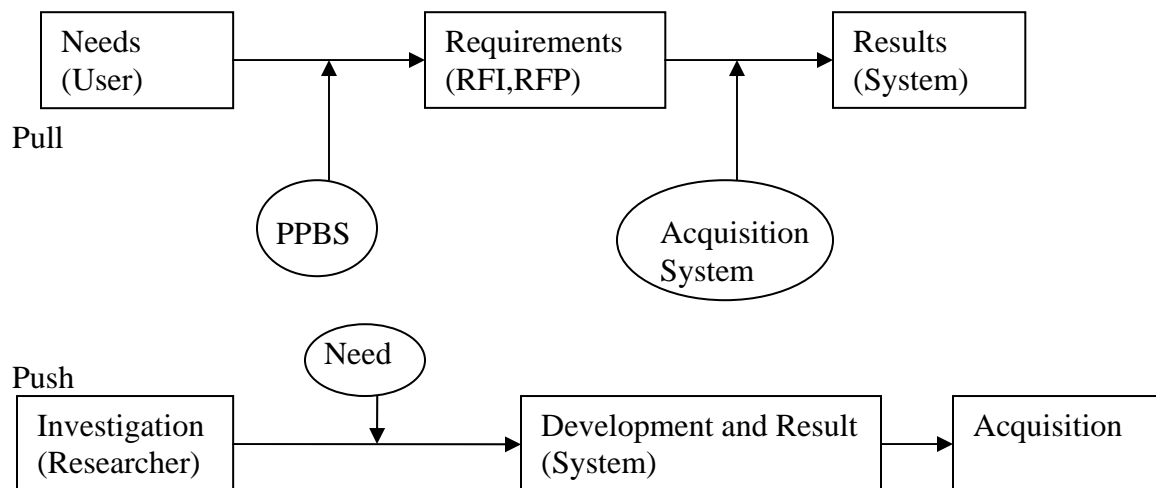 Needs
(User)
Requirements
(RFI,RFP)
Results
(System)
Pull
PPBS
Acquisition
System
Need
Push
Investigation
(Researcher)
Development and Result
(System)
Acquisition